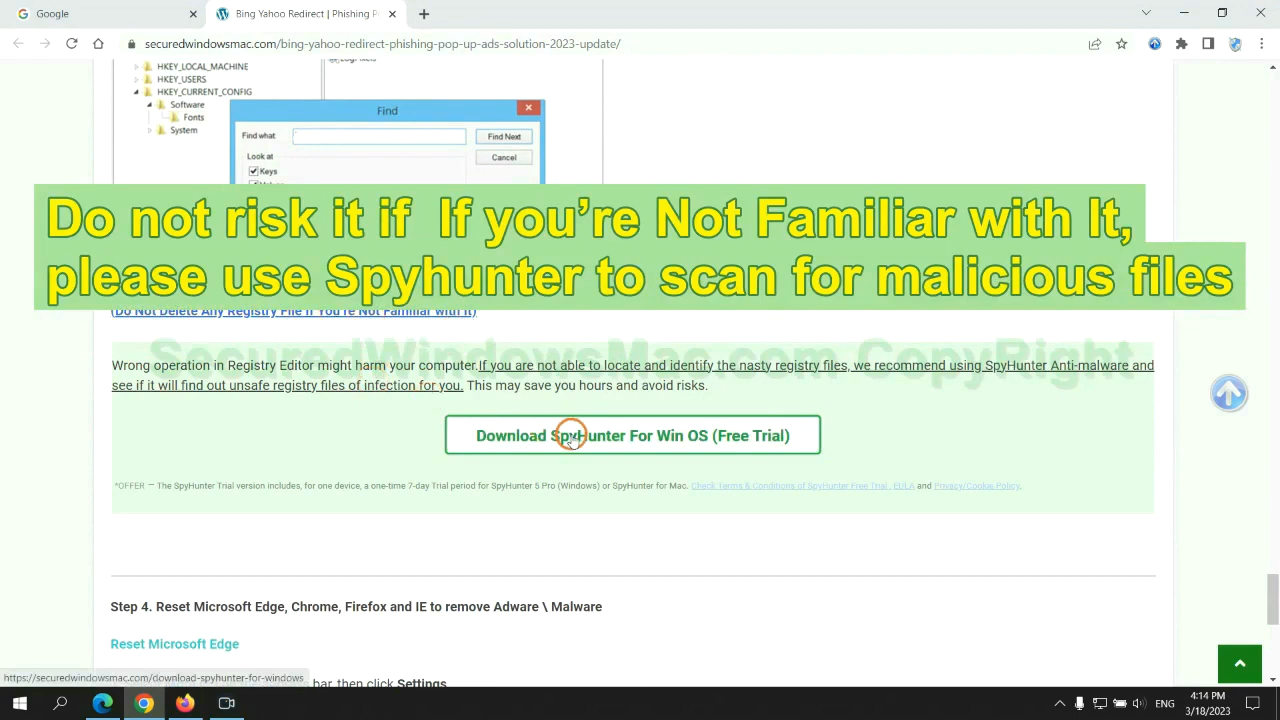 Google
Bing Yahoo Redirect | Phishing P
securedwindowsmac.com/bing-yahoo-redirect-phishing-pop-up-ads-solution-2023-update/
HKEY_LOCAL_MACHINE
HKEY_USERS
HKEY_CURRENT_CONFIG
Software
Fonts
System
LogPixels
Find
Find what
Find Next
Look at
Cancel
Keys
Do not risk it if  If you’re Not Familiar with It,
please use Spyhunter to scan for malicious files
(Do Not Delete Any Registry File If You're Not Familiar with It)
SecuredWindowsMac.com CopyRight
Wrong operation in Registry Editor might harm your computer.If you are not able to locate and identify the nasty registry files, we recommend using SpyHunter Anti-malware and
see if it will find out unsafe registry files of infection for you. This may save you hours and avoid risks.
Download SpyHunter For Win OS (Free Trial)
*OFFER — The SpyHunter Trial version includes, for one device, a one-time 7-day Trial period for SpyHunter 5 Pro (Windows) or SpyHunter for Mac. Check Terms & Conditions of SpyHunter Free Trial , EULA and Privacy/Cookie Policy.
Step 4. Reset Microsoft Edge, Chrome, Firefox and IE to remove Adware \ Malware
Reset Microsoft Edge
https://securedwindowsmac.com/download-spyhunter-for-windows
bar, then click Settings
ENG
4:14 PM
3/18/2023